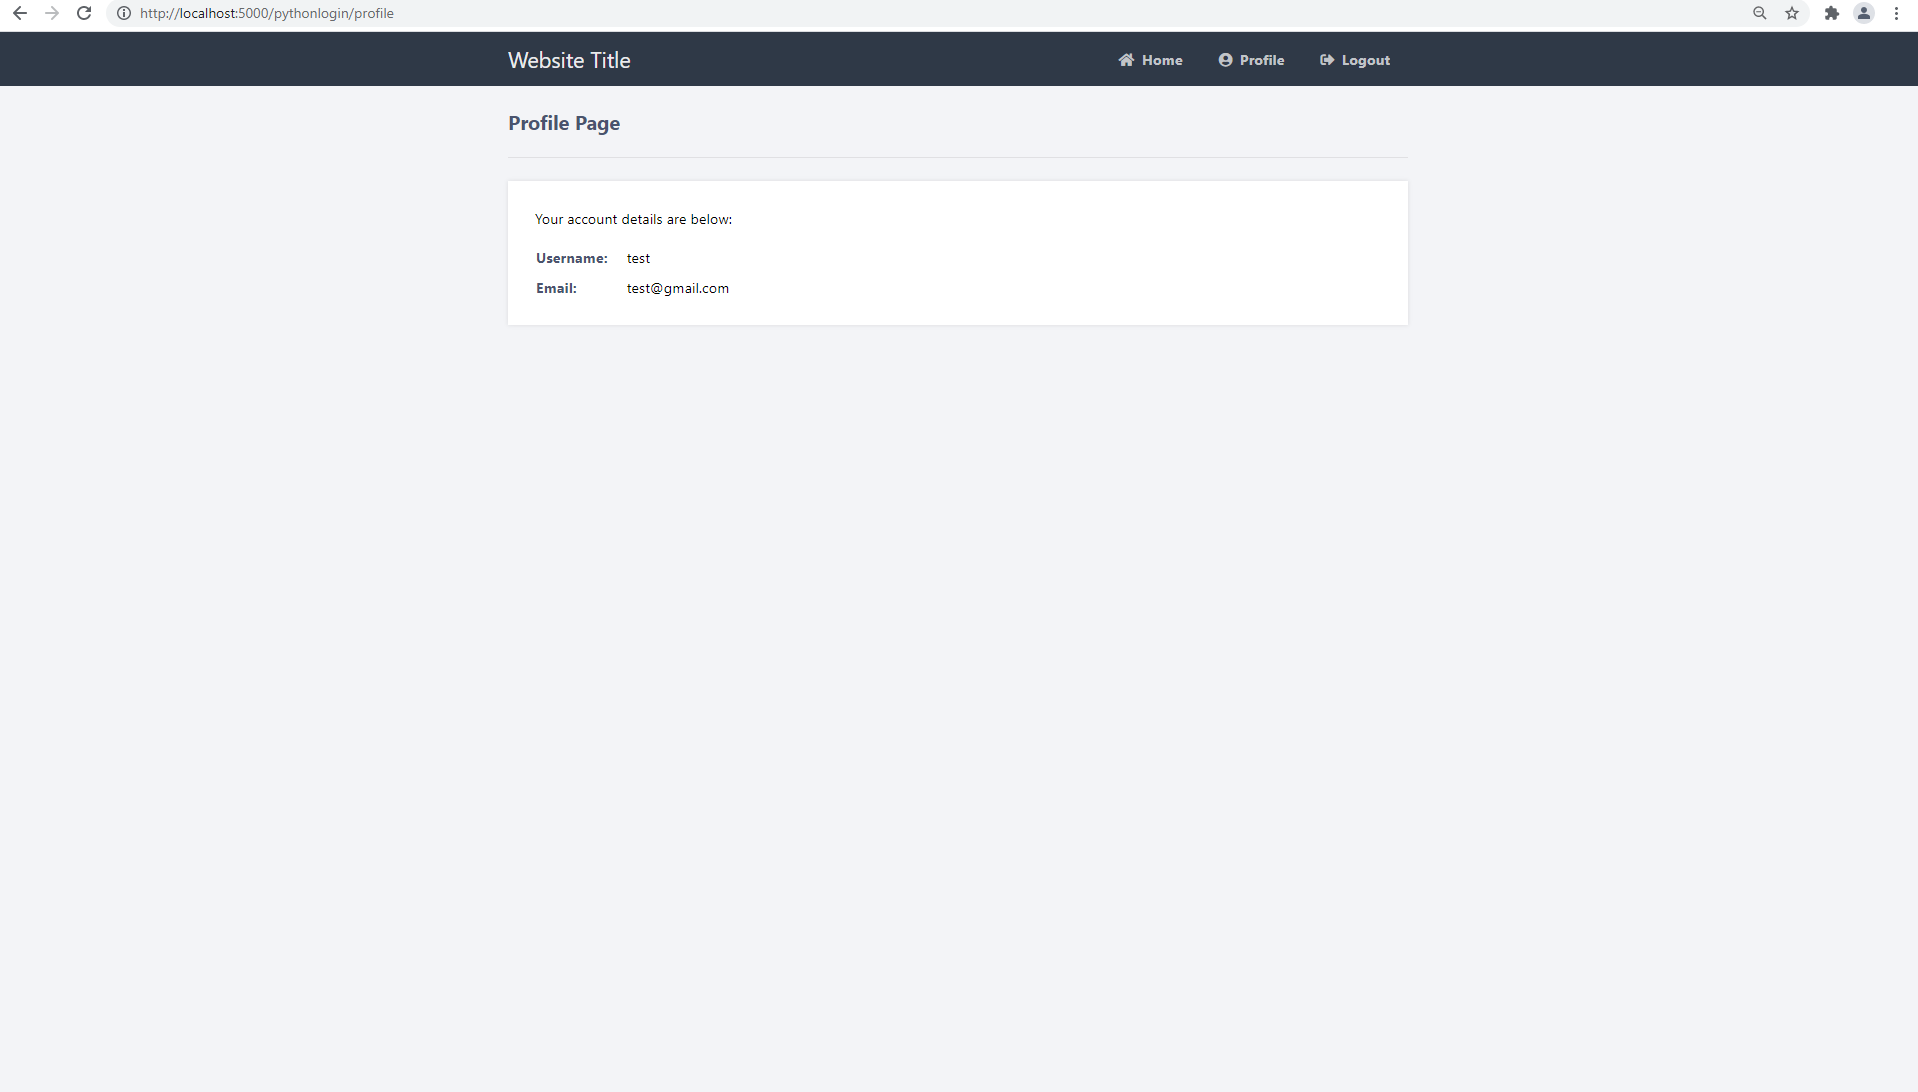 http://localhost:5000/pythonlogin/profile
Website Title
Home Profile Logout
Profile Page
Your account details are below:
Username: test
Email: test@gmail.com